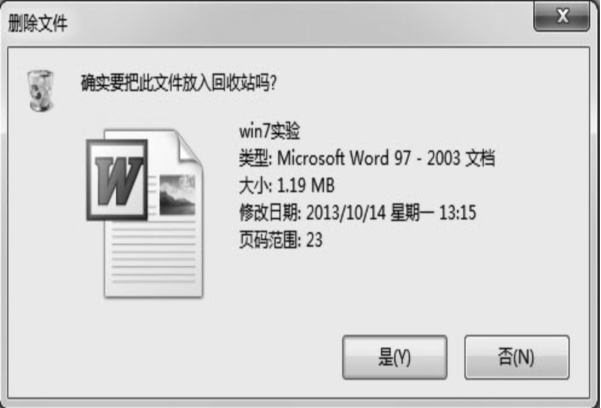 删除文件
X
确实要把此文件放入回收站吗?
W
win7实验
类型: Microsoft Word 97 - 2003 文档
大小: 1.19 MB
修改日期: 2013/10/14 星期一 13:15
页码范围: 23
是(Y)
否(N)